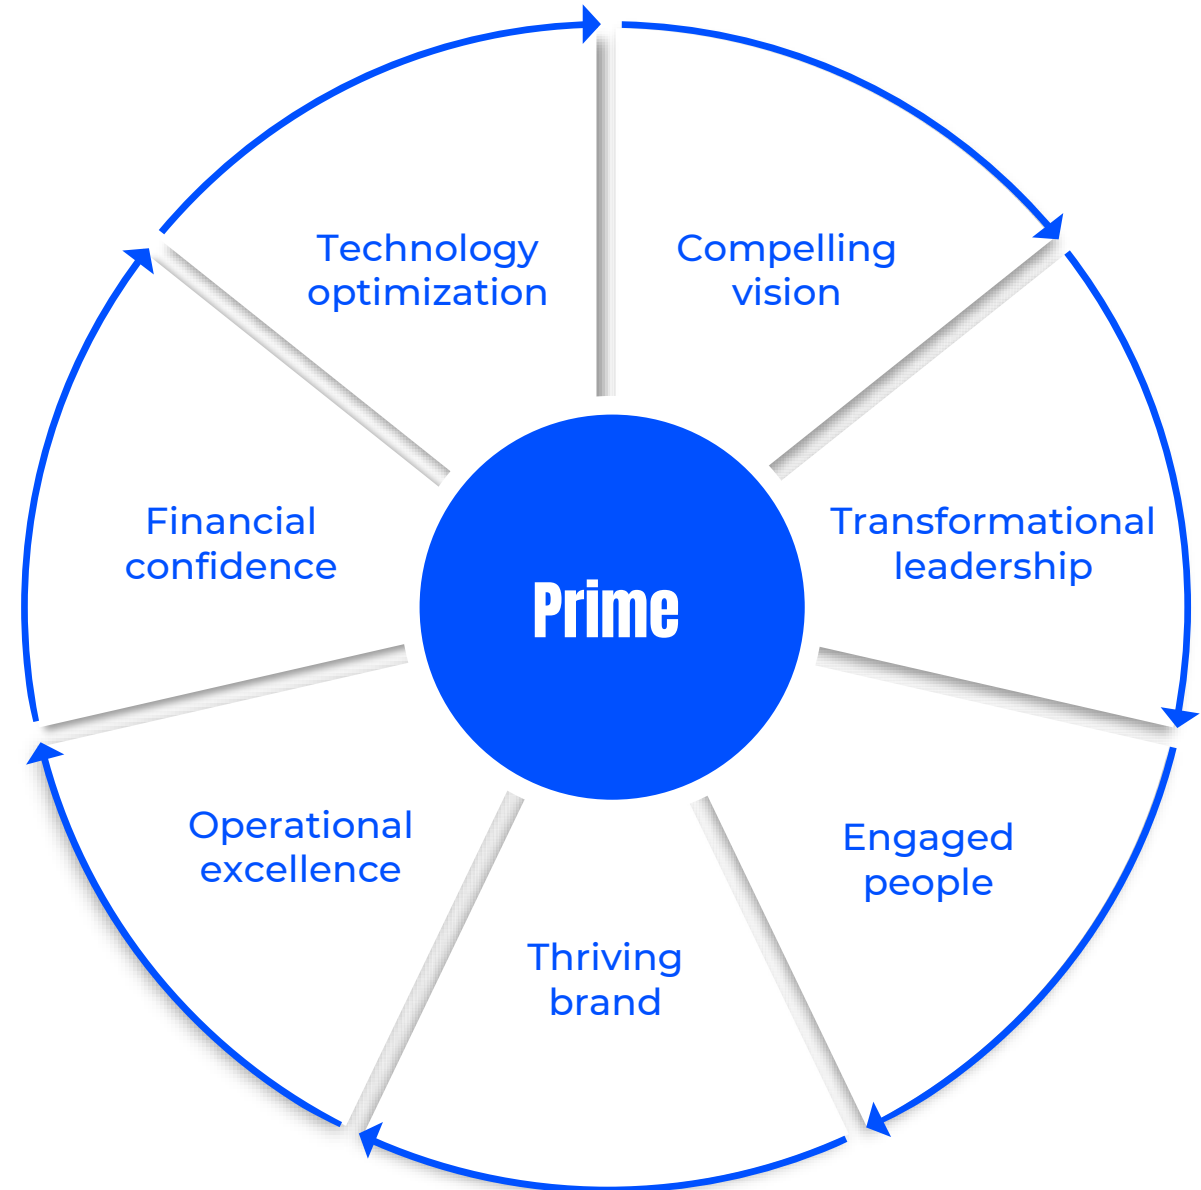 Technology
optimization
Compelling
vision
Financial
confidence
Transformational
leadership
Prime
Operational
excellence
Engaged
people
Thriving
brand